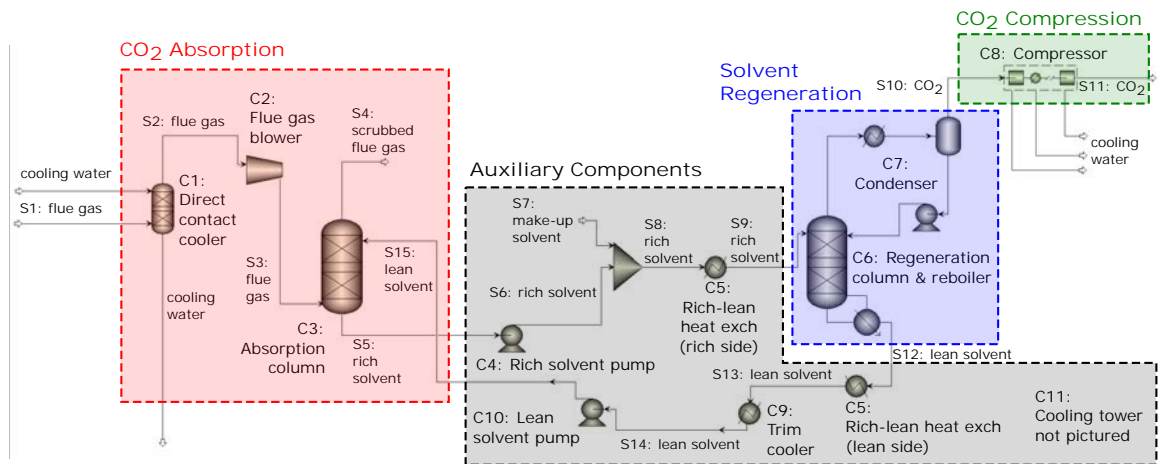 CO2 Compression
CO2 Absorption
C8: Compressor
Solvent
Regeneration
S10: CO2
S11: CO2
C2:
Flue gas
blower
S4:
scrubbed
flue gas
S2: flue gas
cooling
water
cooling water
C1:
Direct
contact
cooler
S1: flue gas
Auxiliary Components
C7:
Condenser
S7:
make-up
solvent
S8:
rich
solvent
S9:
rich
solvent
S3:
flue
gas
S15:
lean
solvent
C6: Regeneration
column & reboiler
S6: rich solvent
C5:
Rich-lean
heat exch
(rich side)
cooling
water
C3:
Absorption
column
S5:
rich
solvent
C4: Rich solvent pump
S12: lean solvent
S13: lean solvent
C10: Lean
solvent pump
C9:
Trim
cooler
C5:
Rich-lean heat exch
(lean side)
C11:
Cooling tower
not pictured
S14: lean solvent